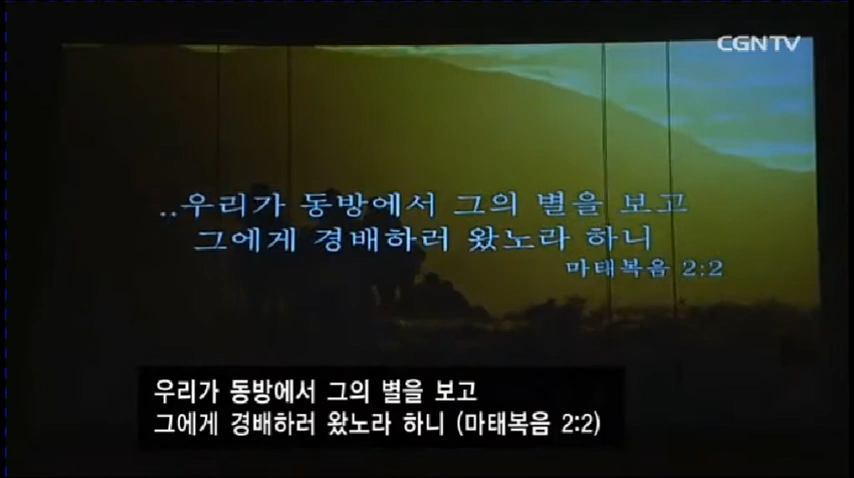 CGNTV
..우리가 동방에서 그의 별을 보고
그에게 경배하러 왔노라 하니
마태복음 2:2
우리가 동방에서 그의 별을 보고
그에게 경배하러 왔노라 하니 (마태복음 2:2)